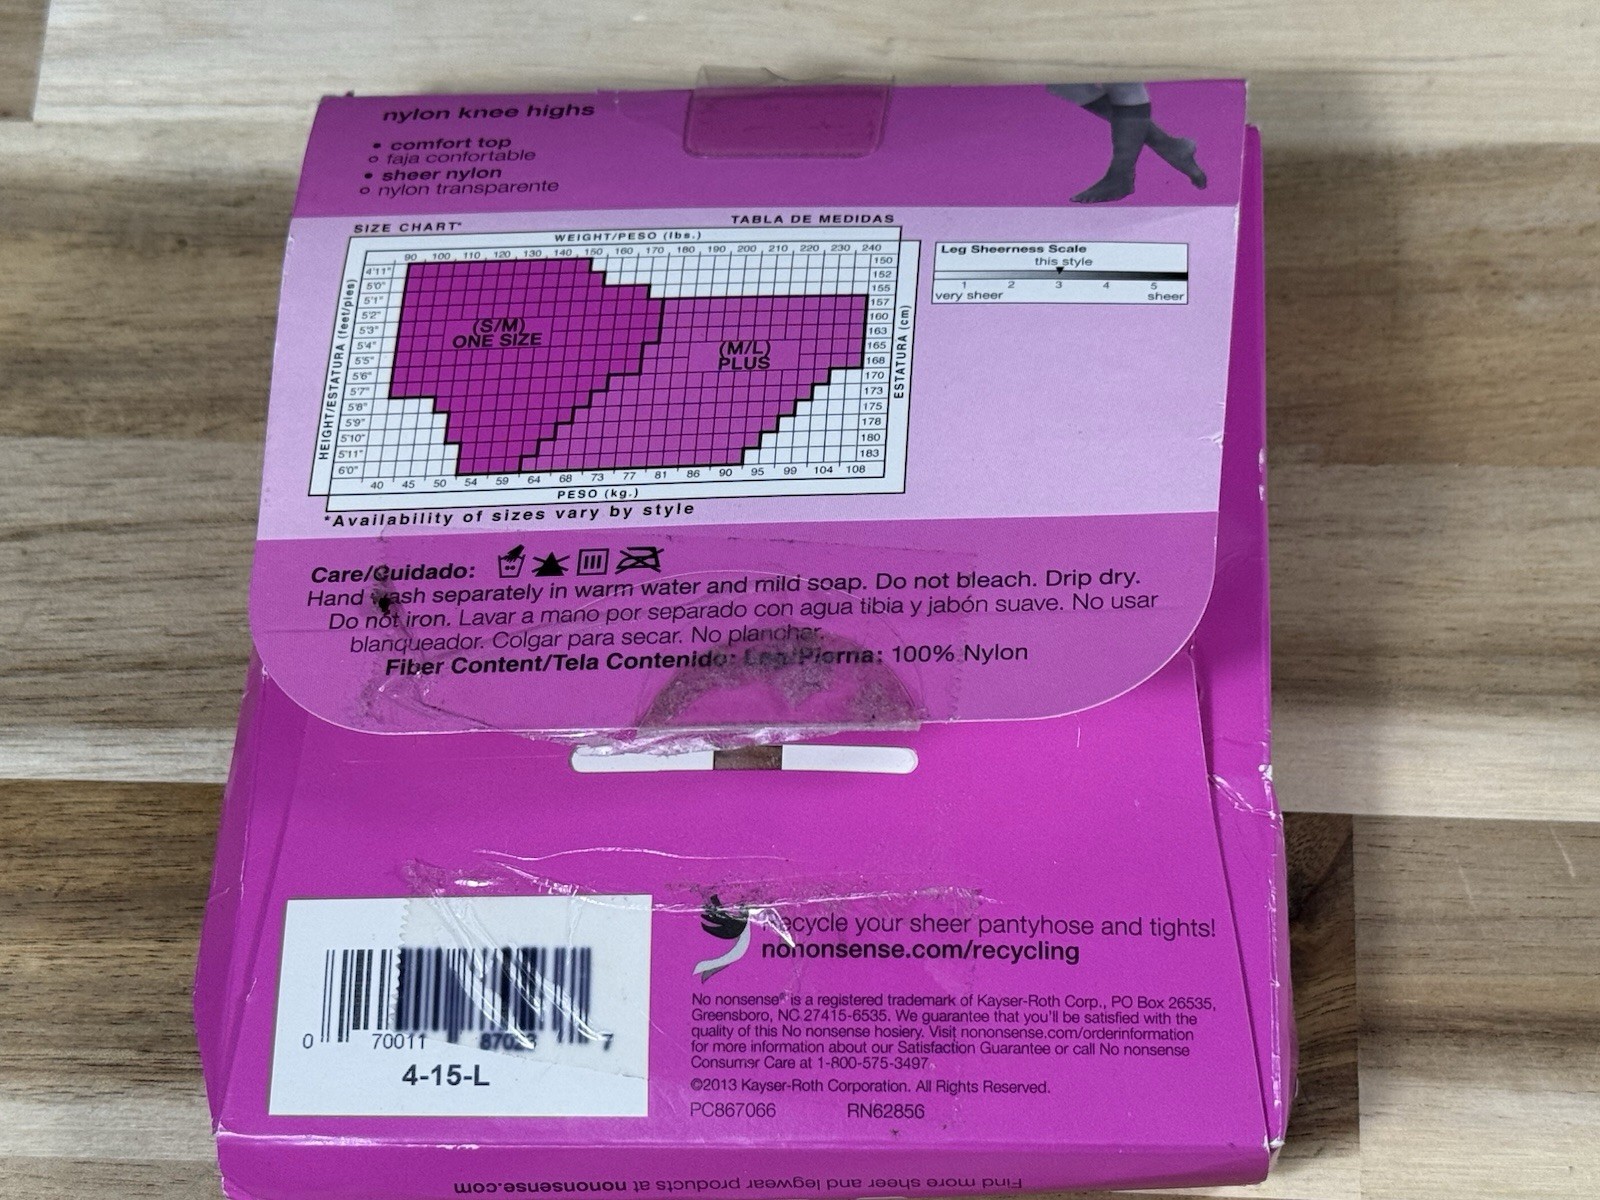 nylon knee highs
• comfort top
○ faja confortable
• sheer nylon
○ nylon transparente
SIZE CHART*
TABLA DE MEDIDAS
WEIGHT/PESO (lbs.)
90 100 110 120 130 140 150 160 170 180 190 200 210 220 230 240
HEIGHT/ESTATURA (feet/pies)
4'11"
5'0"
5'1"
5'2"
5'3"
5'4"
5'5"
5'6"
5'7"
5'8"
5'9"
5'10"
5'11"
6'0"
(S/M)
ONE SIZE
(M/L)
PLUS
150
152
155
157
160
163
165
168
170
173
175
178
180
183
ESTATURA (cm)
40 45 50 54 59 64 68 73 77 81 86 90 95 99 104 108
PESO (kg.)
*Availability of sizes vary by style
Leg Sheerness Scale
this style
1 2 3 4 5
very sheer sheer
Care/Cuidado:
Hand wash separately in warm water and mild soap. Do not bleach. Drip dry.
Do not iron. Lavar a mano por separado con agua tibia y jabón suave. No usar
blanqueador. Colgar para secar. No planchar.
Fiber Content/Tela Contenido: Leg/Pierna: 100% Nylon
0 70011 7
4-15-L
Recycle your sheer pantyhose and tights!
nononsense.com/recycling
No nonsense® is a registered trademark of Kayser-Roth Corp., PO Box 26535,
Greensboro, NC 27415-6535. We guarantee that you'll be satisfied with the
quality of this No nonsense hosiery. Visit nononsense.com/orderinformation
for more information about our Satisfaction Guarantee or call No nonsense
Consumer Care at 1-800-575-3497.
©2013 Kayser-Roth Corporation. All Rights Reserved.
PC867066 RN62856
Find more sheer and legwear products at nononsense.com